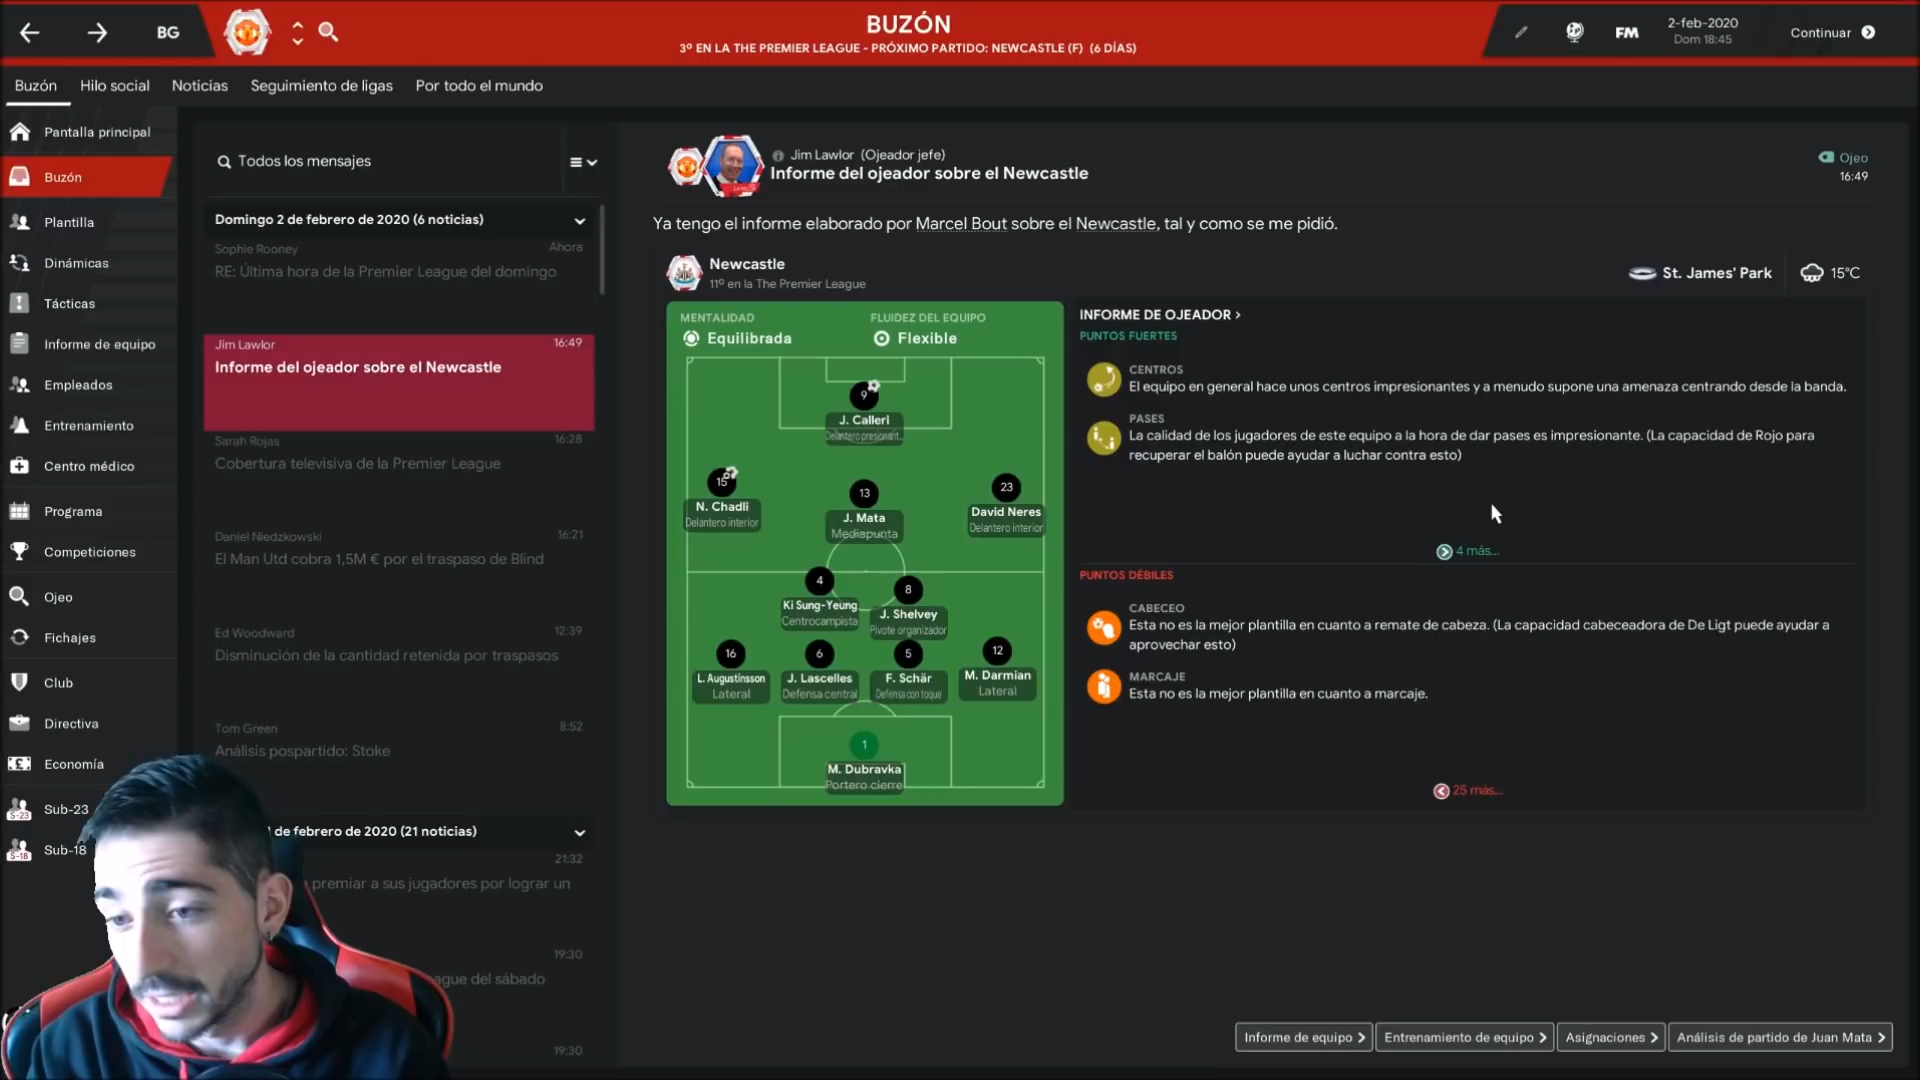 BG
BUZÓN
3º EN LA THE PREMIER LEAGUE - PRÓXIMO PARTIDO: NEWCASTLE (F) (6 DÍAS)
FM
2-feb-2020
Dom 18:45
Continuar
Buzón
Hilo social
Noticias
Seguimiento de ligas
Por todo el mundo
Pantalla principal
Buzón
Plantilla
Dinámicas
Tácticas
Informe de equipo
Empleados
Entrenamiento
Centro médico
Programa
Competiciones
Ojeo
Fichajes
Club
Directiva
Economía
S-23
Sub-23
S-18
Sub-18
Todos los mensajes
Domingo 2 de febrero de 2020 (6 noticias)
Sophie Rooney
Ahora
RE: Última hora de la Premier League del domingo
Jim Lawlor
16:49
Informe del ojeador sobre el Newcastle
Sarah Rojas
16:28
Cobertura televisiva de la Premier League
Daniel Niedzkowski
16:21
El Man Utd cobra 1,5M € por el traspaso de Blind
Ed Woodward
12:39
Disminución de la cantidad retenida por traspasos
Tom Green
8:52
Análisis pospartido: Stoke
de febrero de 2020 (21 noticias)
21:32
premiar a sus jugadores por lograr un
19:30
ague del sábado
19:30
Jim Lawlor (Ojeador jefe)
Informe del ojeador sobre el Newcastle
Ojeo
16:49
Ya tengo el informe elaborado por Marcel Bout sobre el Newcastle, tal y como se me pidió.
Newcastle
11º en la The Premier League
St. James' Park
15°C
MENTALIDAD
Equilibrada
FLUIDEZ DEL EQUIPO
Flexible
9
J. Calleri
Delantero presionant...
15
N. Chadli
Delantero interior
13
J. Mata
Mediapunta
23
David Neres
Delantero interior
4
Ki Sung-Yeung
Centrocampista
8
J. Shelvey
Pivote organizador
16
L. Augustinsson
Lateral
6
J. Lascelles
Defensa central
5
F. Schär
Defensa con toque
12
M. Darmian
Lateral
1
M. Dubravka
Portero cierre
INFORME DE OJEADOR >
PUNTOS FUERTES
CENTROS
El equipo en general hace unos centros impresionantes y a menudo supone una amenaza centrando desde la banda.
PASES
La calidad de los jugadores de este equipo a la hora de dar pases es impresionante. (La capacidad de Rojo para
recuperar el balón puede ayudar a luchar contra esto)
4 más...
PUNTOS DÉBILES
CABECEO
Esta no es la mejor plantilla en cuanto a remate de cabeza. (La capacidad cabeceadora de De Ligt puede ayudar a
aprovechar esto)
MARCAJE
Esta no es la mejor plantilla en cuanto a marcaje.
25 más...
Informe de equipo >
Entrenamiento de equipo >
Asignaciones >
Análisis de partido de Juan Mata >